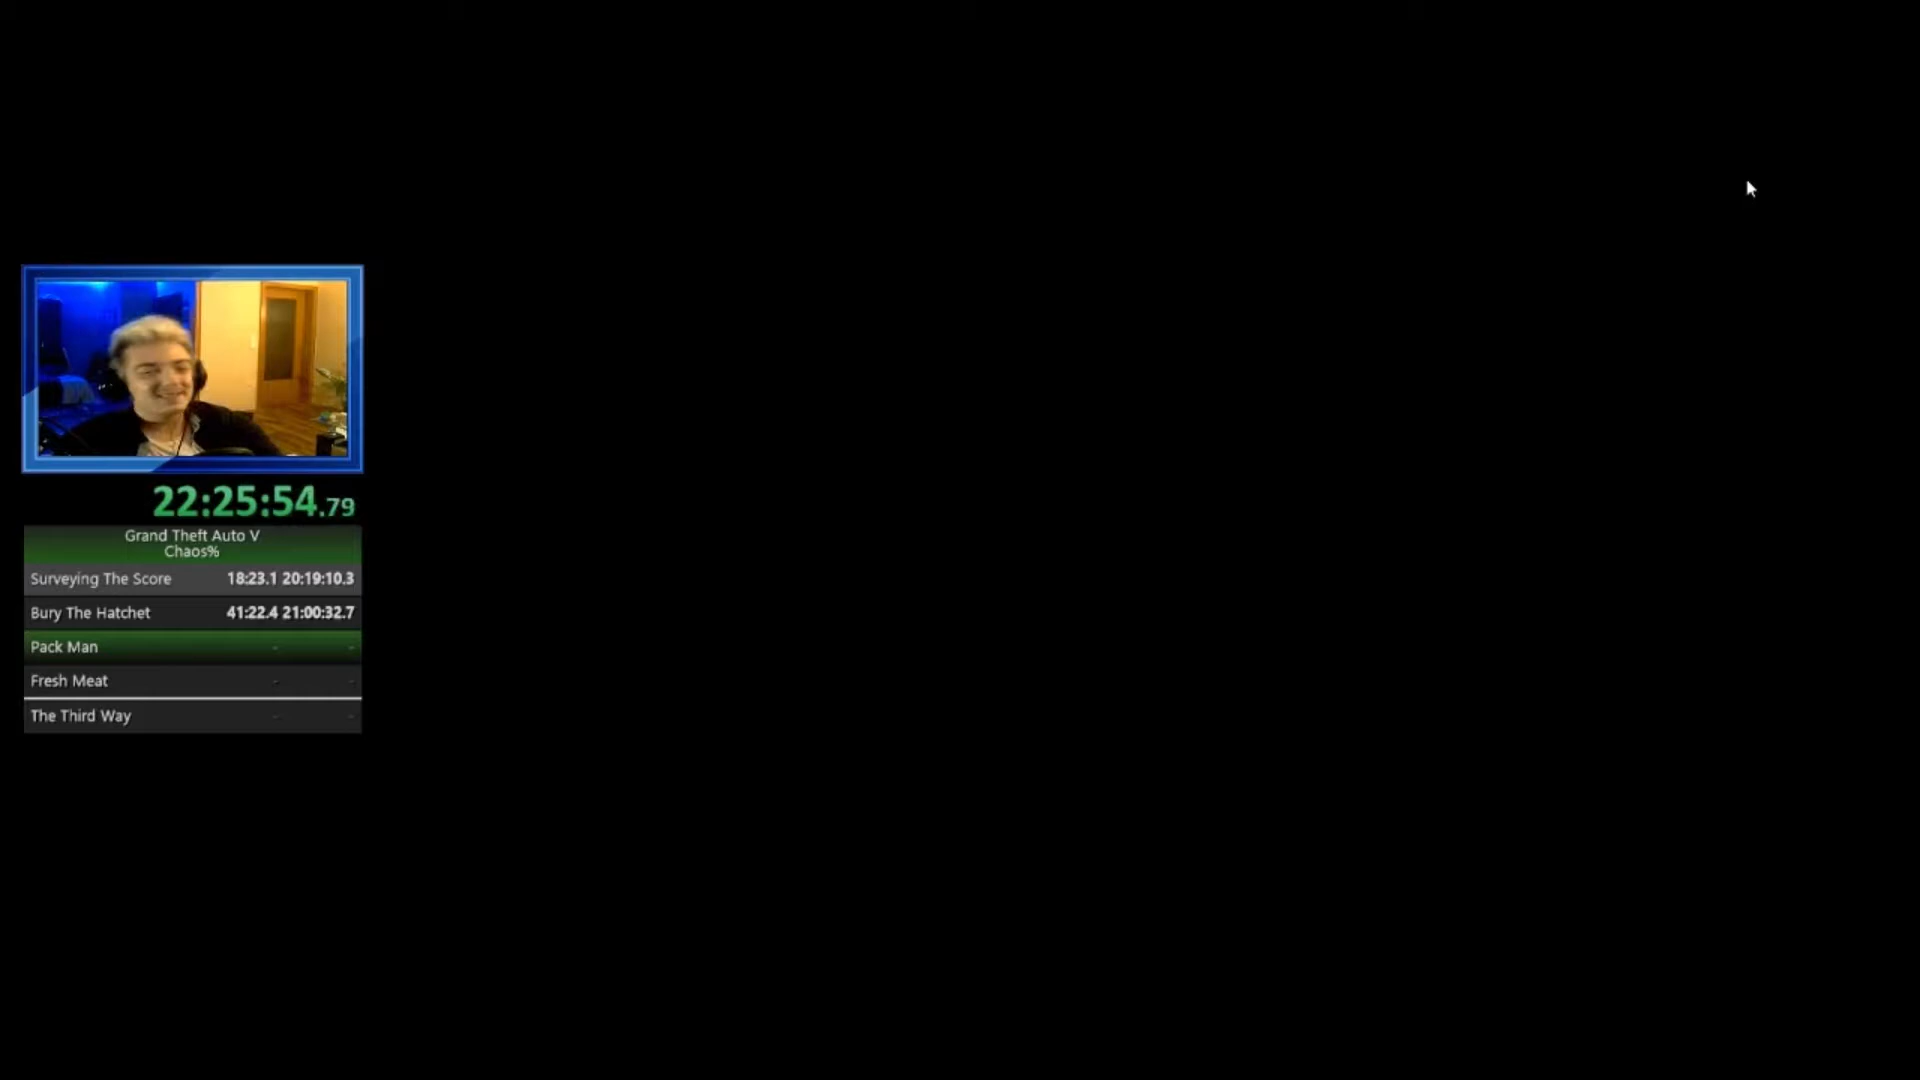 22:25:54.79
Grand Theft Auto V
Chaos%
Surveying The Score 18:23.1 20:19:10.3
Bury The Hatchet 41:22.4 21:00:32.7
Pack Man - -
Fresh Meat - -
The Third Way - -